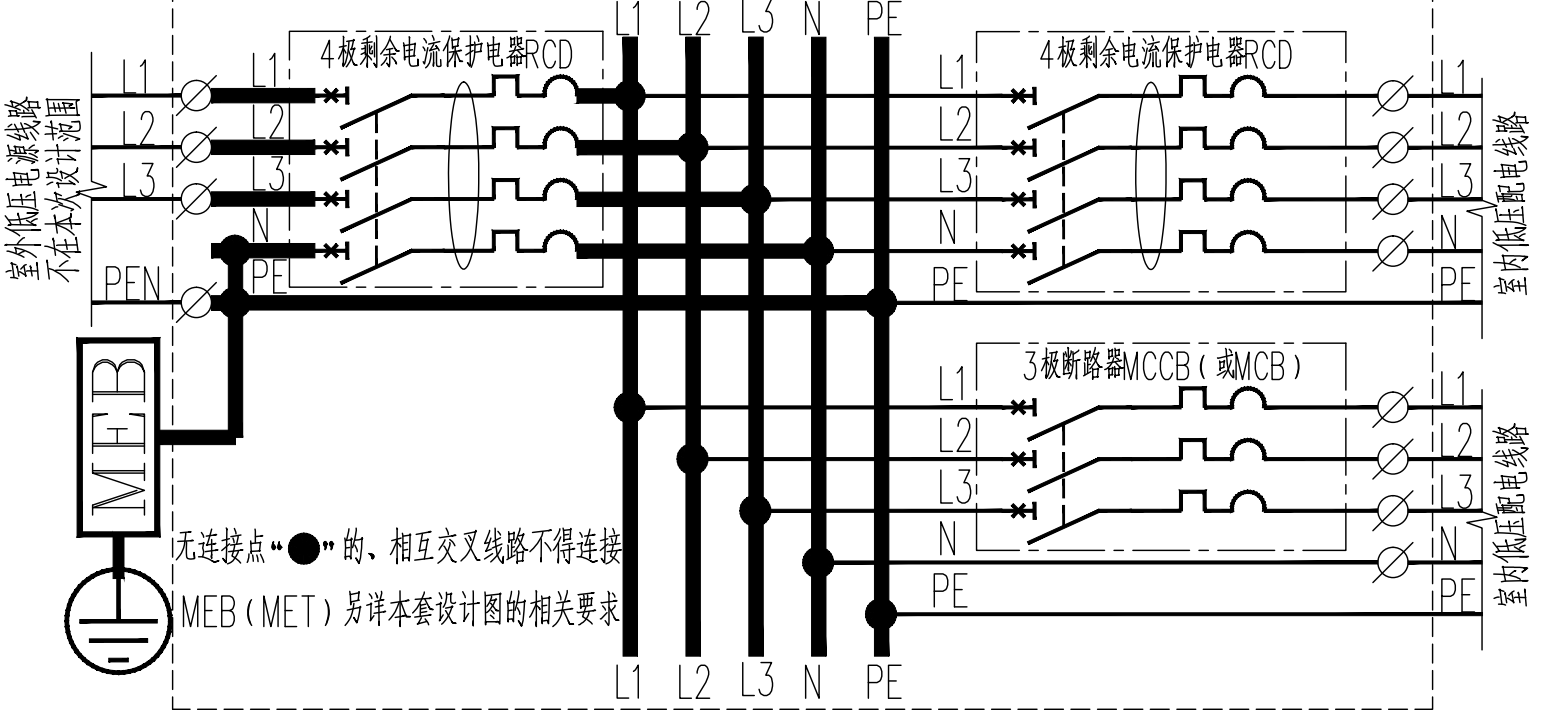 L1 L2 L3 N PE
4极剩余电流保护电器RCD
4极剩余电流保护电器RCD
室外低压电源线路
不在本次设计范围
L1 L1 L1 L1
L2 L2 L2 L2
L3 L3 L3 L3
N N N
PEN PE PE PE
室内低压配电线路
3极断路器MCCB(或MCB)
L1 L1
L2 L2
L3 L3
N N
PE PE
室内低压配电线路
MEB
无连接点“●”的、相互交叉线路不得连接
MEB(MET)另详本套设计图的相关要求
L1 L2 L3 N PE